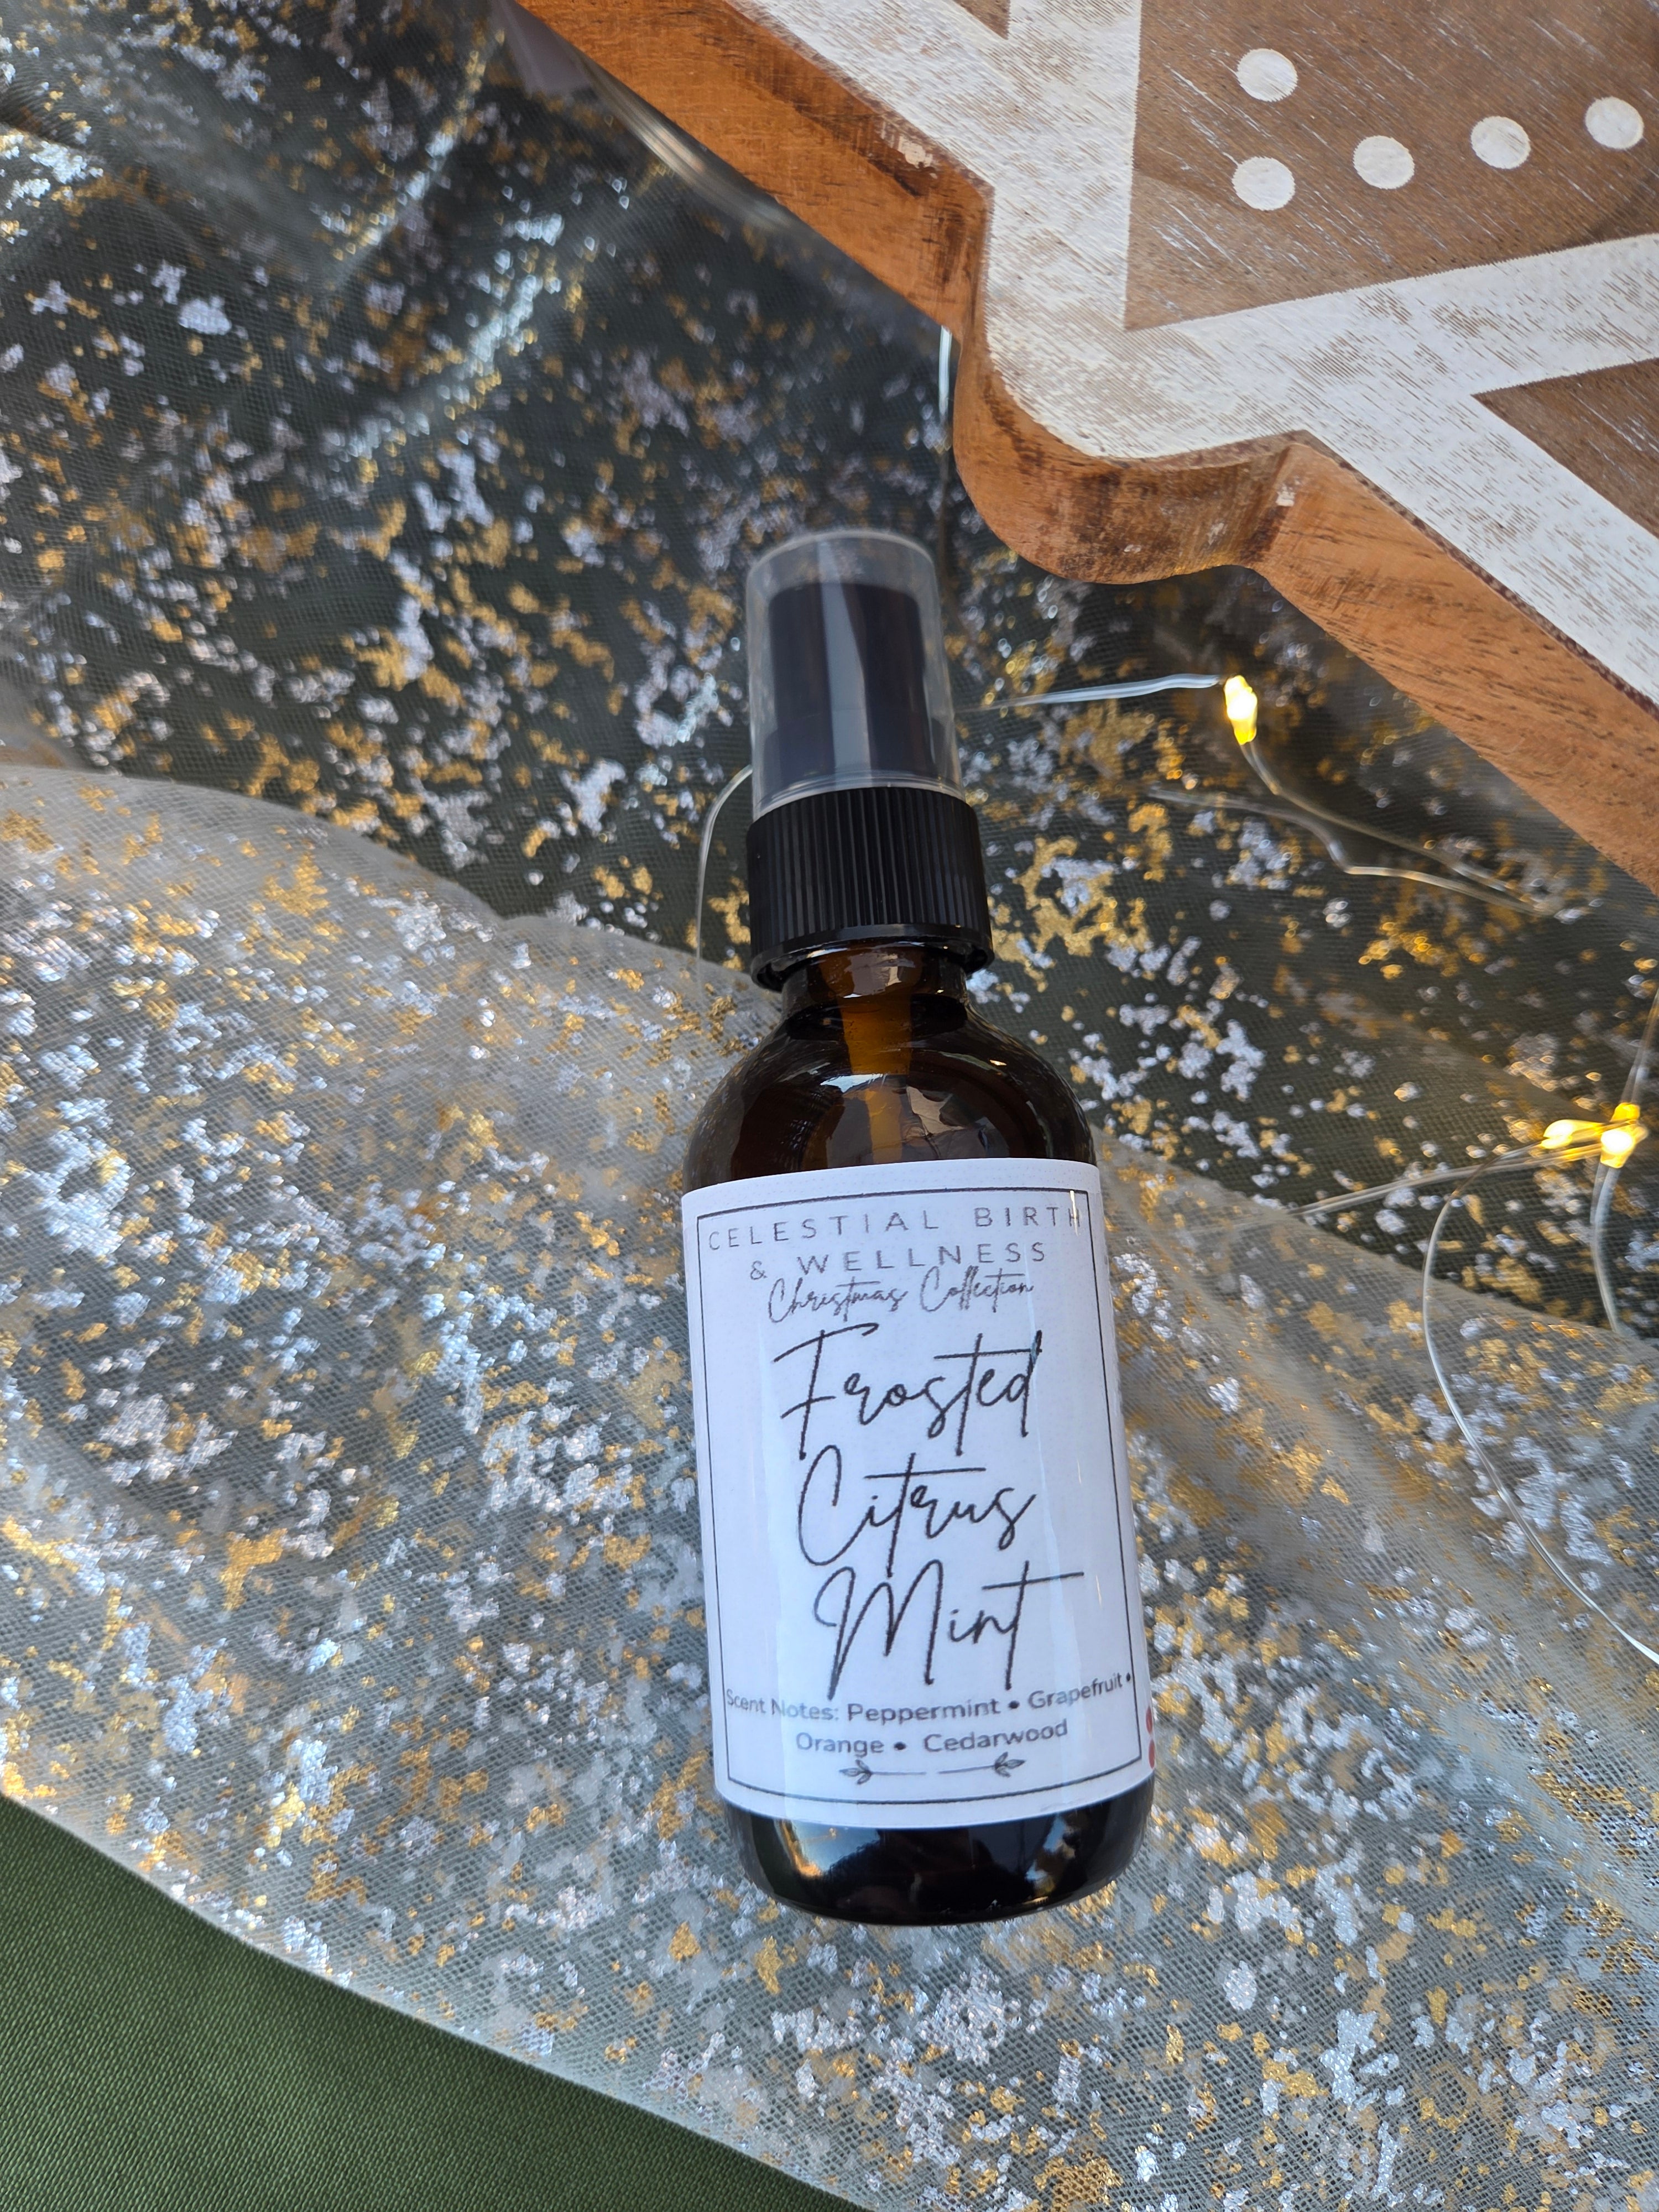 CELESTIAL BIRTH
& WELLNESS
Christmas Collection
Frosted
Citrus
Mint
Scent Notes: Peppermint • Grapefruit •
Orange • Cedarwood